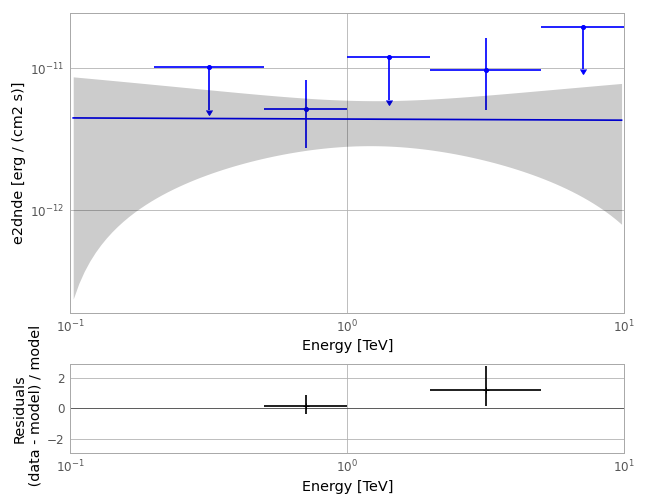 e2dnde [erg / (cm2 s)]
10⁻¹¹
10⁻¹²
10⁻¹ 10⁰ 10¹
Energy [TeV]
Residuals
(data - model) / model
2
0
−2
10⁻¹ 10⁰ 10¹
Energy [TeV]